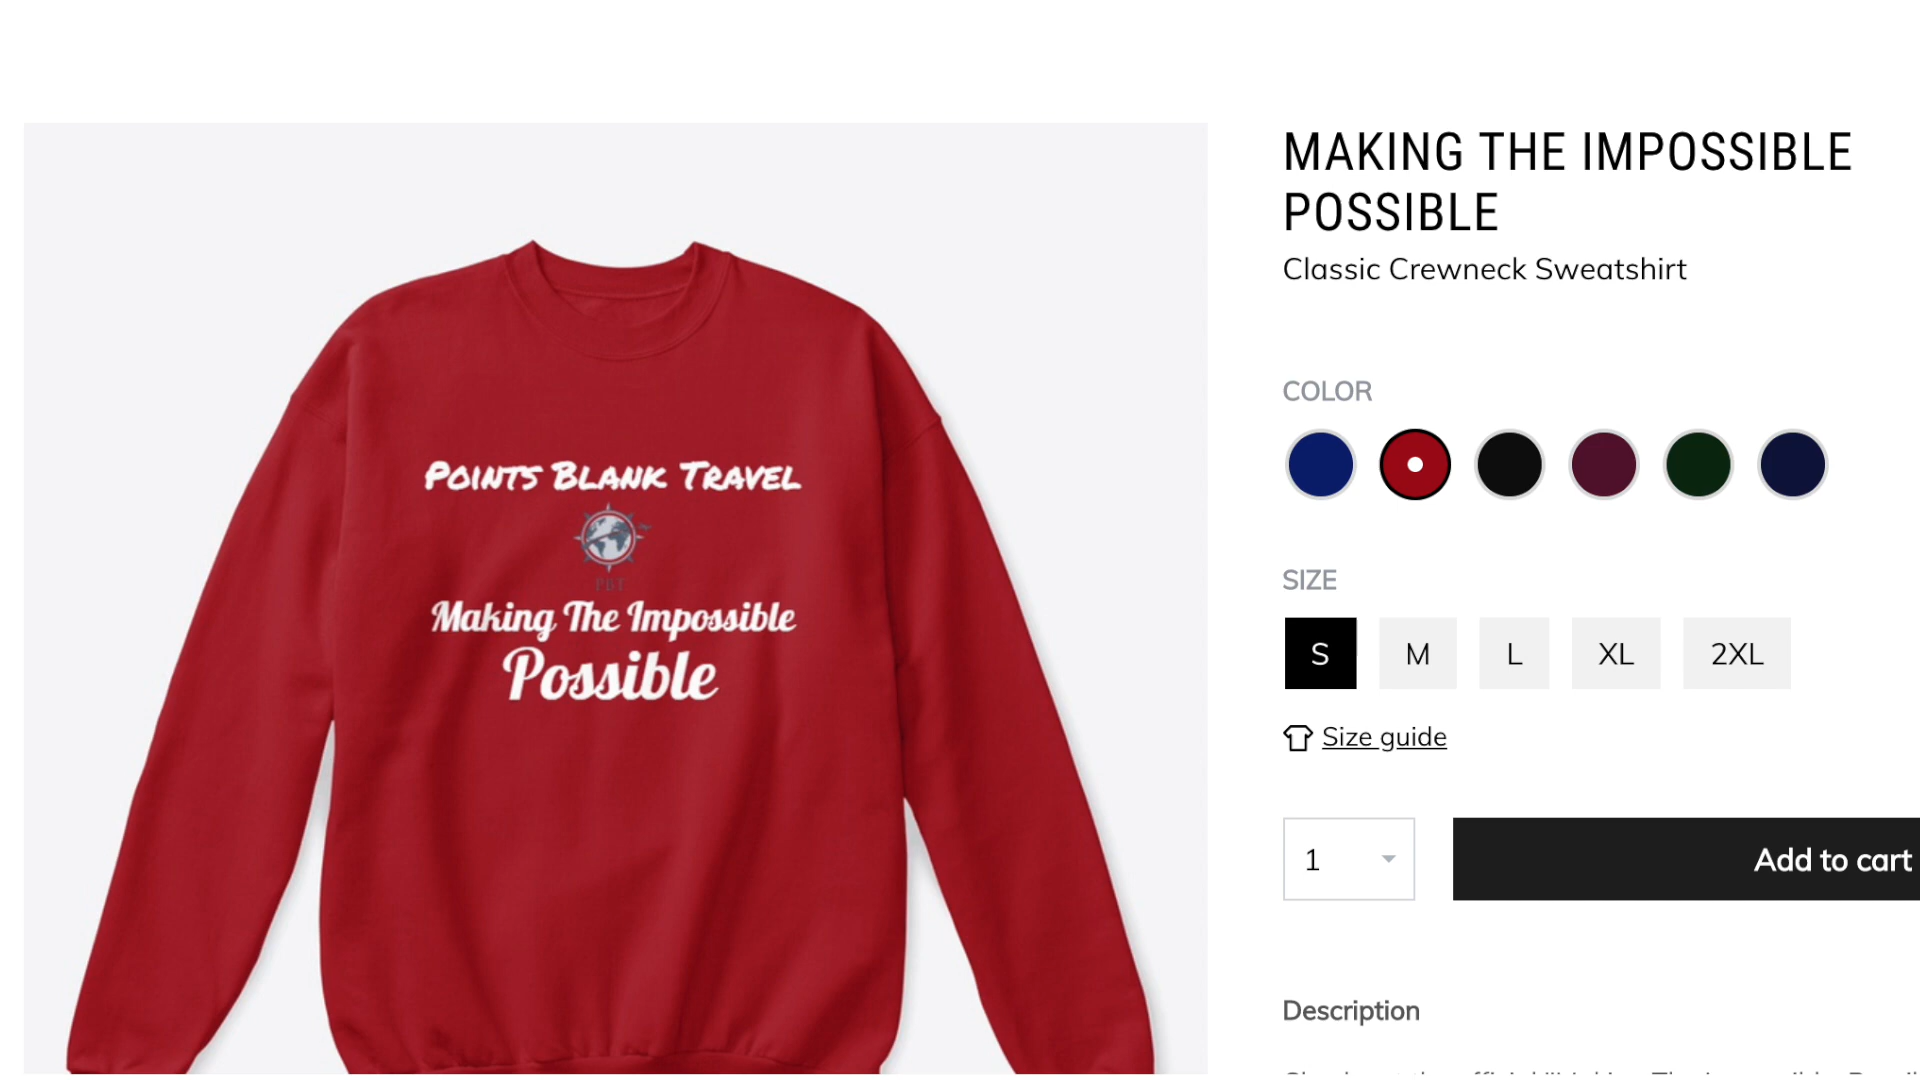 MAKING THE IMPOSSIBLE
POSSIBLE
Classic Crewneck Sweatshirt
POINTS BLANK TRAVEL
PBT
Making The Impossible
Possible
COLOR
SIZE
S M L XL 2XL
Size guide
1
Add to cart
Description